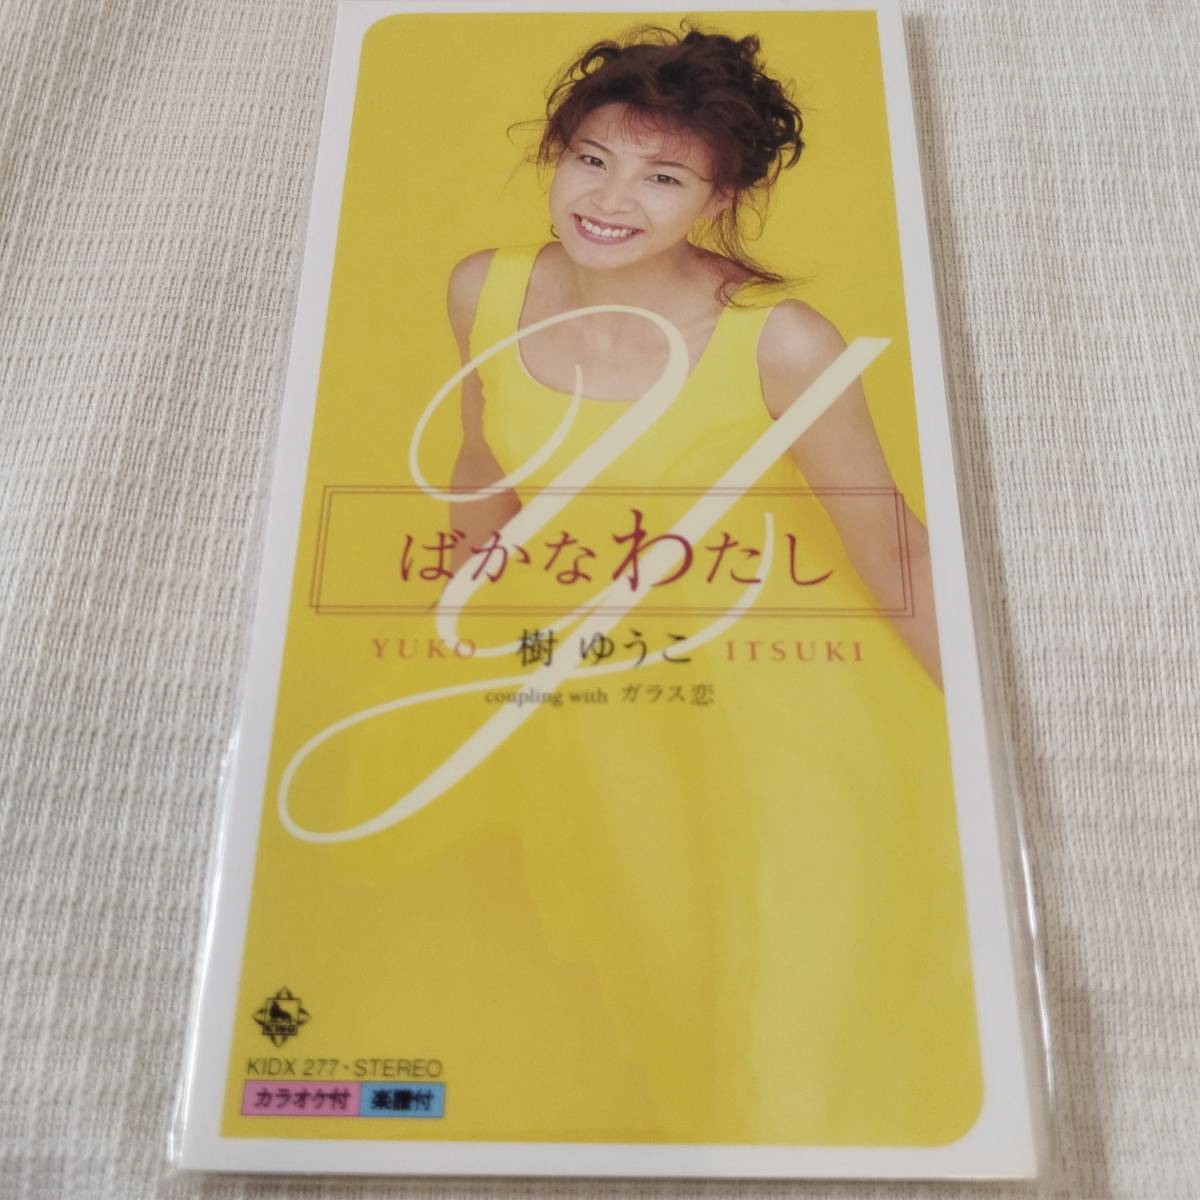 Y
ばかなわたし
YUKO 樹 ゆうこ ITSUKI
coupling with ガラス恋
KING
KIDX 277・STEREO
カラオケ付 楽譜付